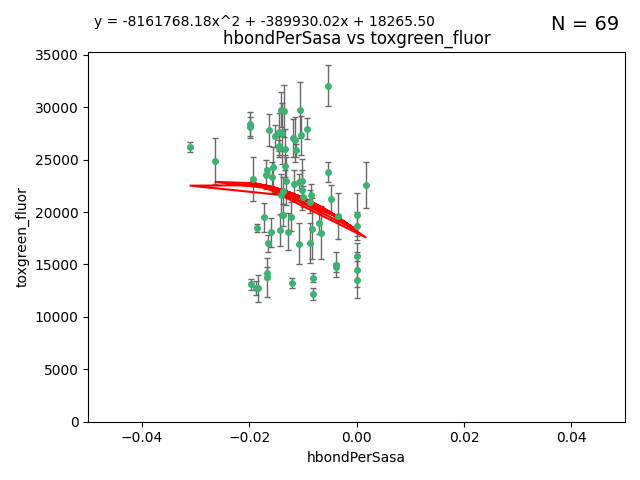 y = -8161768.18x^2 + -389930.02x + 18265.50
N = 69
hbondPerSasa vs toxgreen_fluor
35000
30000
25000
20000
15000
10000
5000
0
toxgreen_fluor
−0.04
−0.02
0.00
0.02
0.04
hbondPerSasa